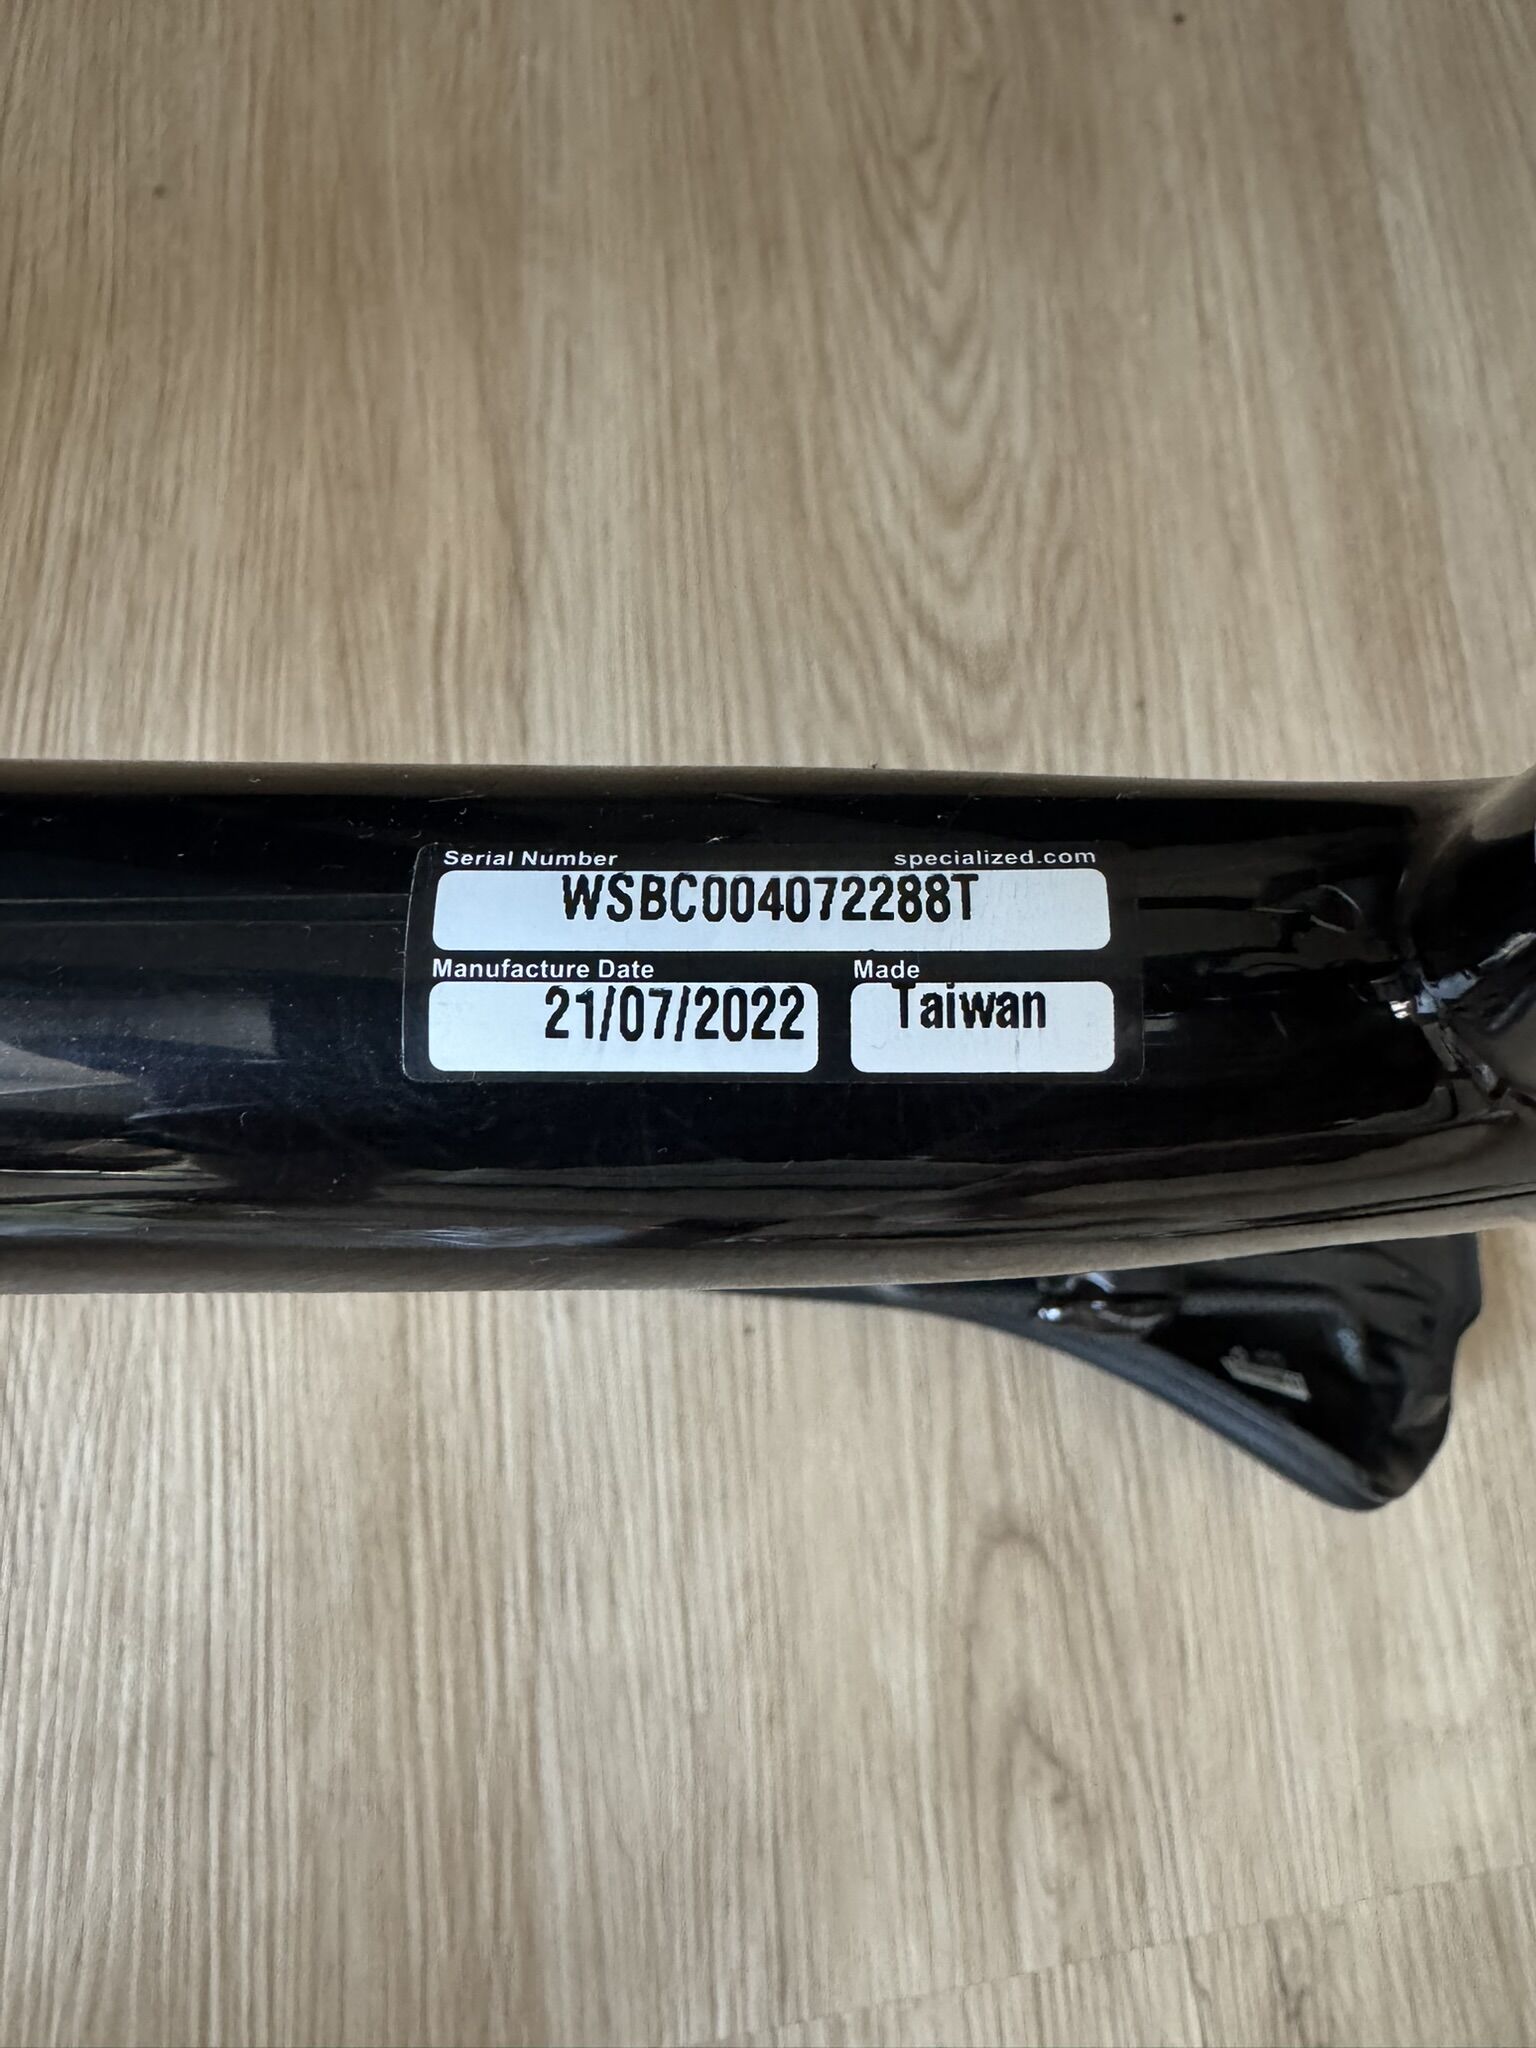 Serial Number specialized.com
WSBC004072288T
Manufacture Date Made
21/07/2022 Taiwan